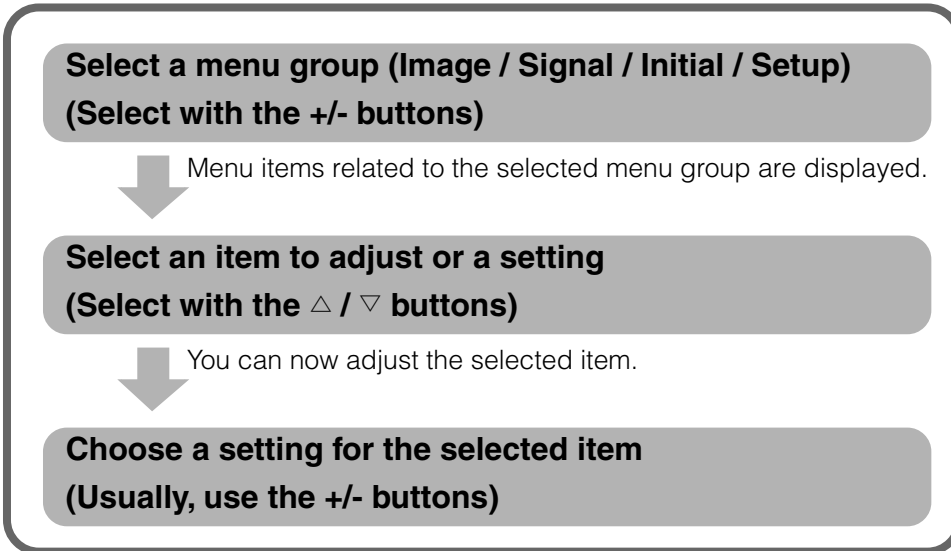 Select a menu group (Image / Signal / Initial / Setup)
(Select with the +/- buttons)
Menu items related to the selected menu group are displayed.
Select an item to adjust or a setting
(Select with the △ / ▽ buttons)
You can now adjust the selected item.
Choose a setting for the selected item
(Usually, use the +/- buttons)